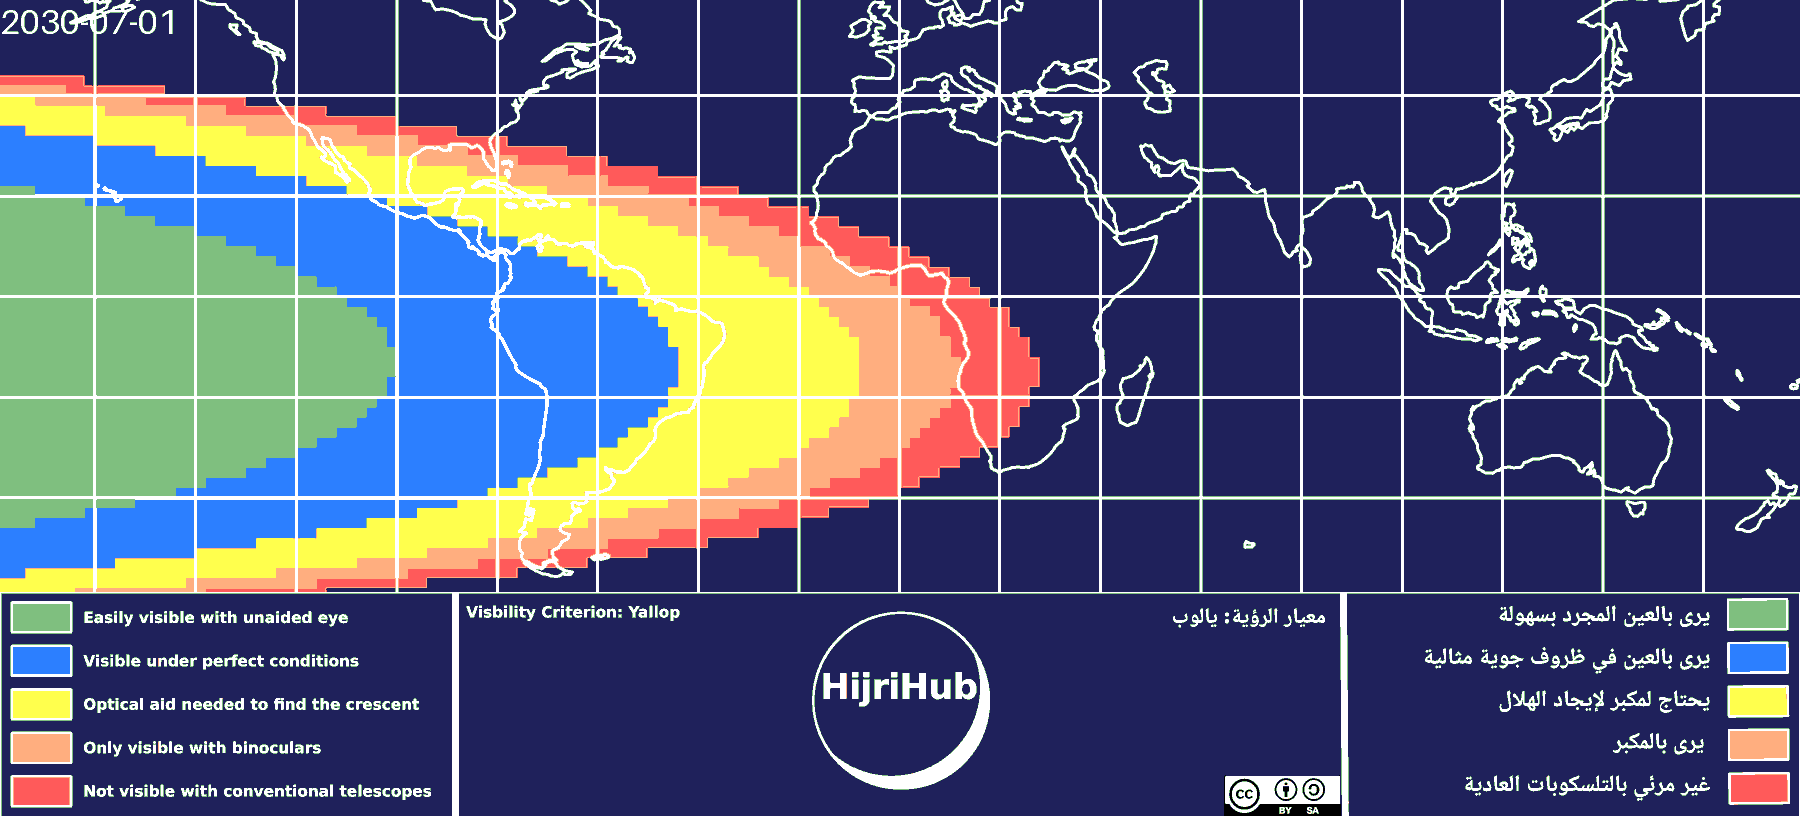 2030-07-01
Easily visible with unaided eye
Visible under perfect conditions
Optical aid needed to find the crescent
Only visible with binoculars
Not visible with conventional telescopes
Visbility Criterion: Yallop
معيار الرؤية: يالوب
HijriHub
cc
BY SA
يرى بالعين المجرد بسهولة
يرى بالعين في ظروف جوية مثالية
يحتاج لمكبر لإيجاد الهلال
يرى بالمكبر
غير مرئي بالتلسكوبات العادية